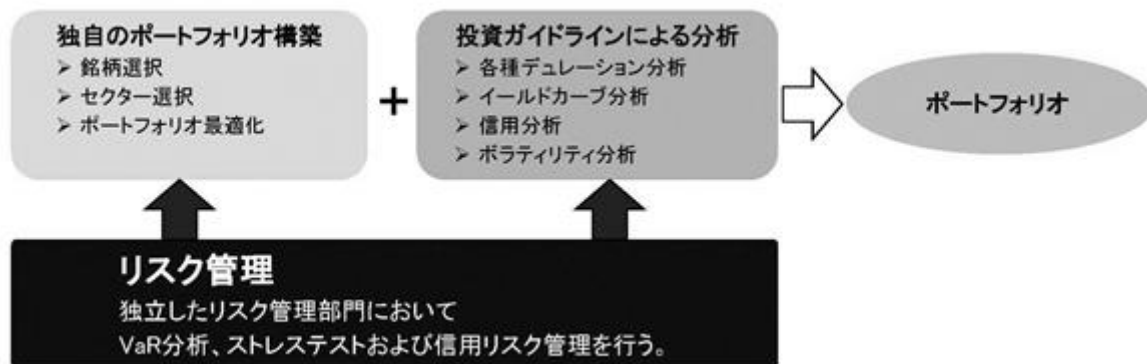 独自のポートフォリオ構築
➢ 銘柄選択
➢ セクター選択
➢ ポートフォリオ最適化
+
投資ガイドラインによる分析
➢ 各種デュレーション分析
➢ イールドカーブ分析
➢ 信用分析
➢ ボラティリティ分析
ポートフォリオ
リスク管理
独立したリスク管理部門において
VaR分析、ストレステストおよび信用リスク管理を行う。